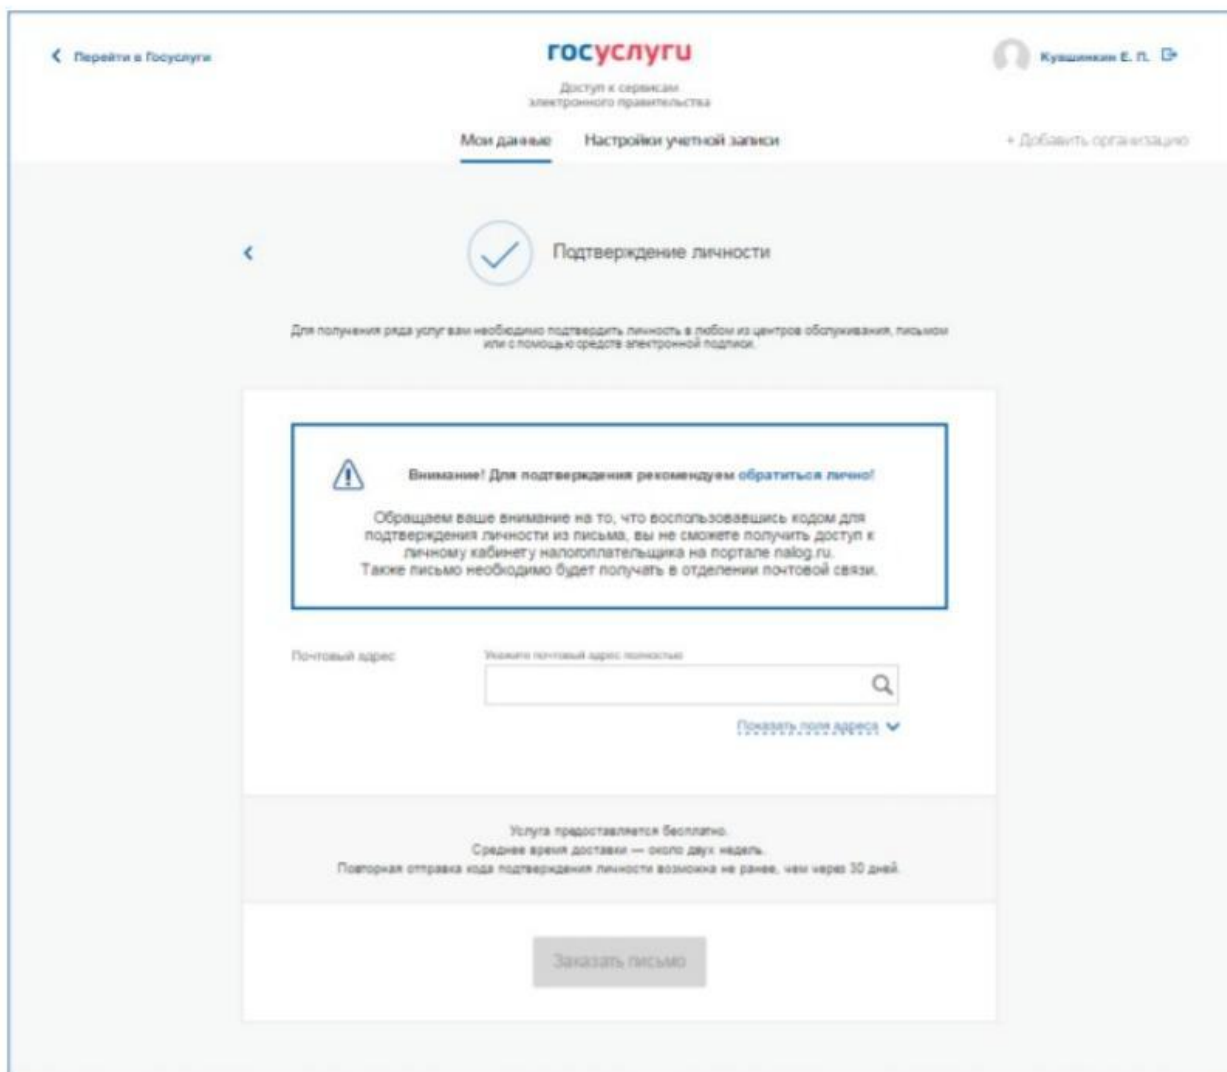 Перейти в Госуслуги
госуслуги
Кувшинкин Е. П.
Доступ к сервисам
электронного правительства
Мои данные
Настройки учетной записи
+ Добавить организацию
Подтверждение личности
Для получения ряда услуг вам необходимо подтвердить личность в любом из центров обслуживания, письмом
или с помощью средств электронной подписи.
Внимание! Для подтверждения рекомендуем обратиться лично!
Обращаем ваше внимание на то, что воспользовавшись кодом для
подтверждения личности из письма, вы не сможете получить доступ к
личному кабинету налогоплательщика на портале nalog.ru.
Также письмо необходимо будет получать в отделении почтовой связи.
Почтовый адрес
Укажите почтовый адрес полностью
Показать поля адреса
Услуга предоставляется бесплатно.
Среднее время доставки — около двух недель.
Повторная отправка кода подтверждения личности возможна не ранее, чем через 30 дней.
Заказать письмо